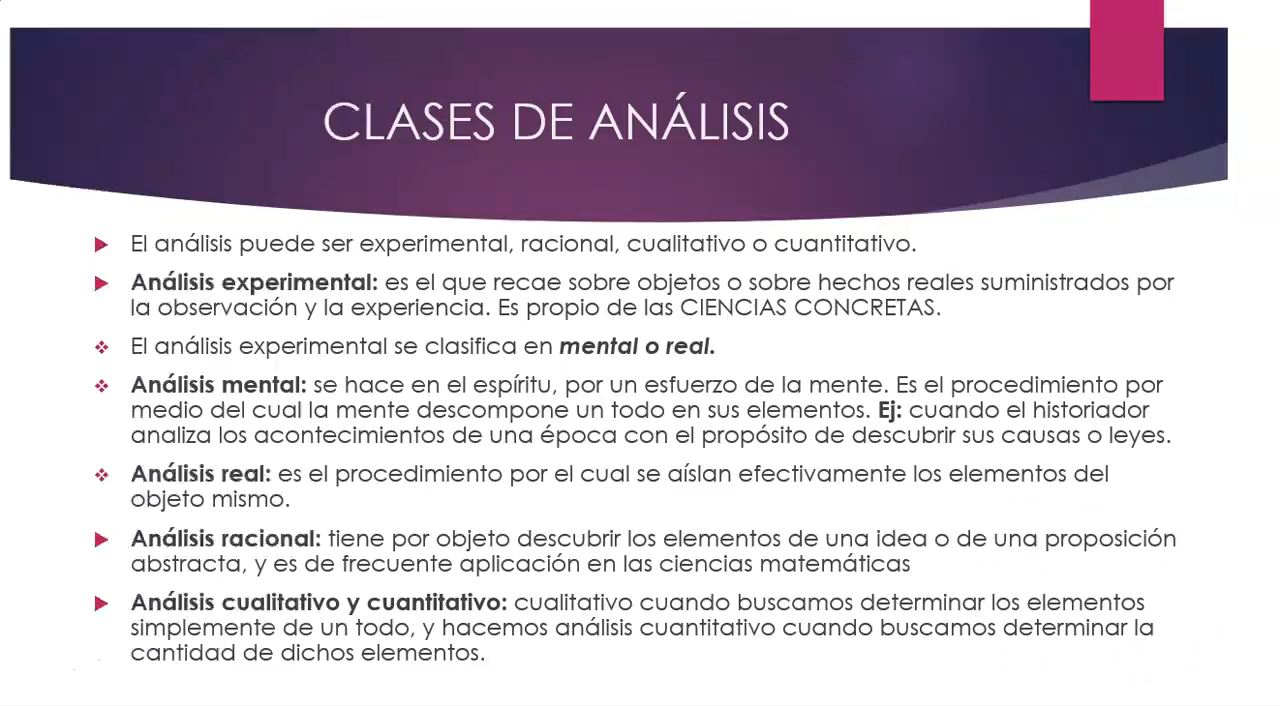 CLASES DE ANÁLISIS
El análisis puede ser experimental, racional, cualitativo o cuantitativo.
Análisis experimental: es el que recae sobre objetos o sobre hechos reales suministrados por
la observación y la experiencia. Es propio de las CIENCIAS CONCRETAS.
El análisis experimental se clasifica en mental o real.
Análisis mental: se hace en el espíritu, por un esfuerzo de la mente. Es el procedimiento por
medio del cual la mente descompone un todo en sus elementos. Ej: cuando el historiador
analiza los acontecimientos de una época con el propósito de descubrir sus causas o leyes.
Análisis real: es el procedimiento por el cual se aíslan efectivamente los elementos del
objeto mismo.
Análisis racional: tiene por objeto descubrir los elementos de una idea o de una proposición
abstracta, y es de frecuente aplicación en las ciencias matemáticas
Análisis cualitativo y cuantitativo: cualitativo cuando buscamos determinar los elementos
simplemente de un todo, y hacemos análisis cuantitativo cuando buscamos determinar la
cantidad de dichos elementos.